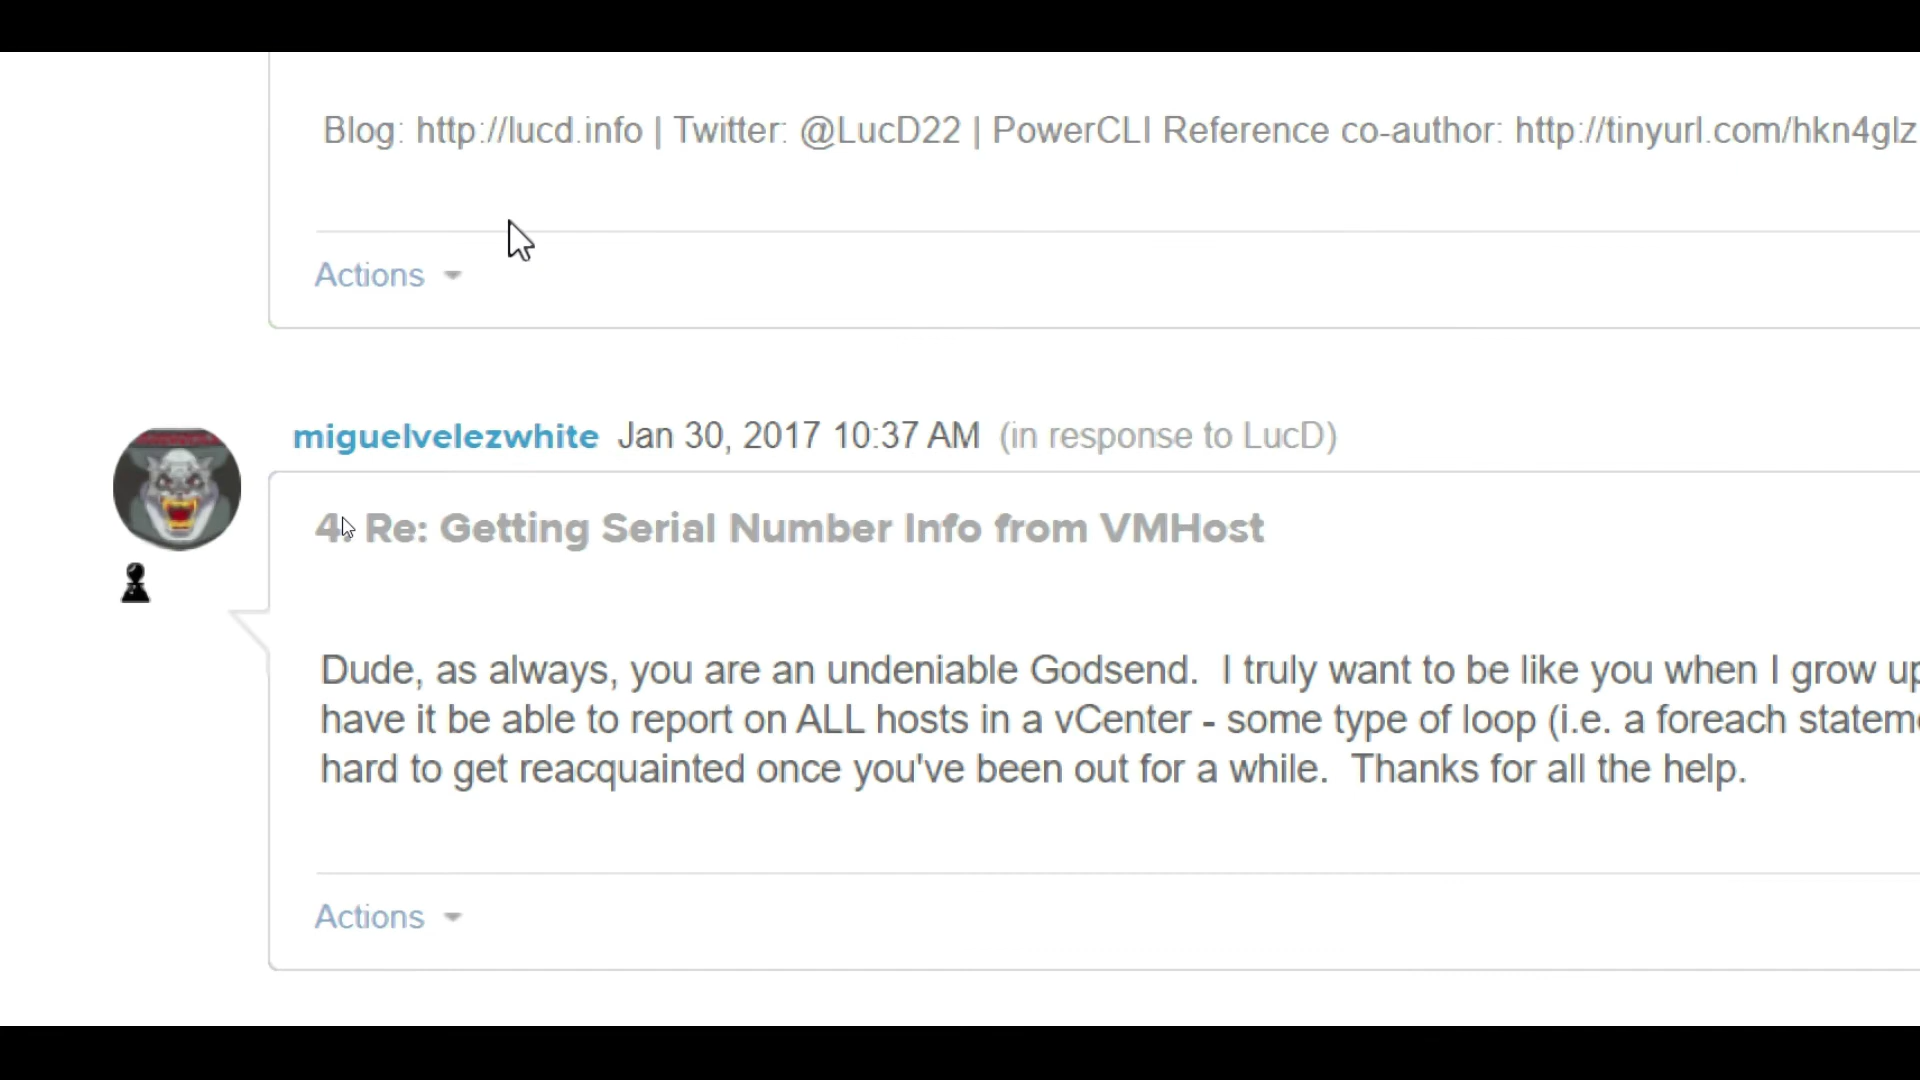 Blog: http://lucd.info | Twitter: @LucD22 | PowerCLI Reference co-author: http://tinyurl.com/hkn4glz
Actions
miguelvelezwhite Jan 30, 2017 10:37 AM (in response to LucD)
4. Re: Getting Serial Number Info from VMHost
Dude, as always, you are an undeniable Godsend.  I truly want to be like you when I grow up
have it be able to report on ALL hosts in a vCenter - some type of loop (i.e. a foreach stateme
hard to get reacquainted once you've been out for a while.  Thanks for all the help.
Actions